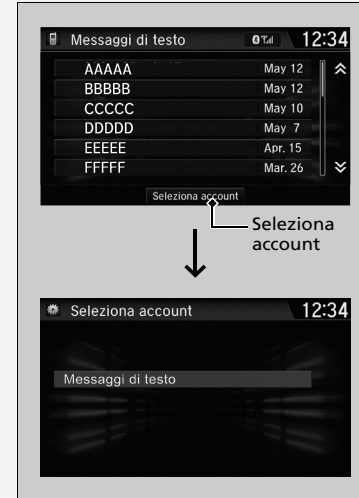 Messaggi di testo 12:34
AAAAA May 12
BBBBB May 12
CCCCC May 10
DDDDD May 7
EEEEE Apr. 15
FFFFF Mar. 26
Seleziona account
Seleziona
account
Seleziona account 12:34
Messaggi di testo